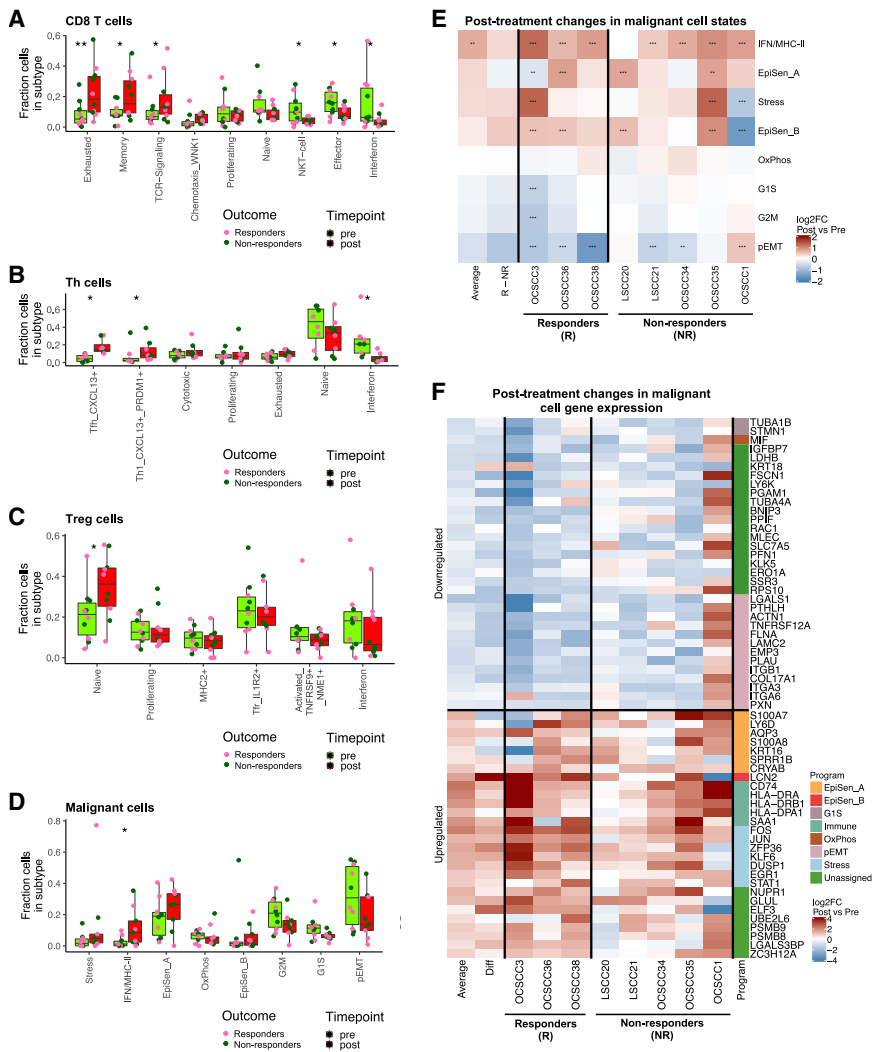 A
CD8 T cells
Fraction cells
in subtype
0,6
0,4
0,2
0,0
**
*
*
*
*
*
Exhausted
Memory
TCR-Signaling
Chemotaxis_WNK1
Proliferating
Naive
NKT-cell
Effector
Interferon
Outcome
Responders
Non-responders
Timepoint
pre
post
B
Th cells
Fraction cells
in subtype
0.6
0.4
0.2
0.0
*
*
*
Tfh_CXCL13+
Th1_CXCL13+_PRDM1+
Cytotoxic
Proliferating
Exhausted
Naive
Interferon
Outcome
Responders
Non-responders
Timepoint
pre
post
C
Treg cells
Fraction cells
in subtype
0.6
0.4
0.2
0.0
*
Naive
Proliferating
MHC2+
Tfr_IL1R2+
Activated_
TNFRSF9+
_NME1+
Interferon
Outcome
Responders
Non-responders
Timepoint
pre
post
D
Malignant cells
Fraction cells
in subtype
0.8
0.6
0.4
0.2
0.0
*
Stress
IFN/MHC-II
EpiSen_A
OxPhos
EpiSen_B
G2M
G1S
pEMT
Outcome
Responders
Non-responders
Timepoint
pre
post
E
Post-treatment changes in malignant cell states
** *** *** *** *** *** *** *** IFN/MHC-II
** *** *** ** EpiSen_A
*** *** *** Stress
*** *** *** *** *** EpiSen_B
OxPhos
*** G1S
*** G2M
*** *** *** *** ** *** pEMT
log2FC
Post vs Pre
2
1
0
−1
−2
Average
R − NR
OCSCC3
OCSCC36
OCSCC38
LSCC20
LSCC21
OCSCC34
OCSCC35
OCSCC1
Responders
(R)
Non-responders
(NR)
F
Post-treatment changes in malignant
cell gene expression
Downregulated
TUBA1B
STMN1
MIF
IGFBP7
LDHB
KRT18
FSCN1
LY6K
PGAM1
TUBA4A
BNIP3
PPIF
RAC1
MLEC
SLC7A5
PFN1
KLK5
ERO1A
SSR3
RPS10
LGALS1
PTHLH
ACTN1
TNFRSF12A
FLNA
LAMC2
EMP3
PLAU
ITGB1
COL17A1
ITGA3
ITGA6
PXN
Upregulated
S100A7
LY6D
AQP3
S100A8
KRT16
SPRR1B
CRYAB
LCN2
CD74
HLA-DRA
HLA-DRB1
HLA-DPA1
SAA1
FOS
JUN
ZFP36
KLF6
DUSP1
EGR1
STAT1
NUPR1
GLUL
ELF3
UBE2L6
PSMB9
PSMB8
LGALS3BP
ZC3H12A
Program
EpiSen_A
EpiSen_B
G1S
Immune
OxPhos
pEMT
Stress
Unassigned
log2FC
Post vs Pre
4
2
0
−2
−4
Average
Diff
OCSCC3
OCSCC36
OCSCC38
LSCC20
LSCC21
OCSCC34
OCSCC35
OCSCC1
Program
Responders
(R)
Non-responders
(NR)